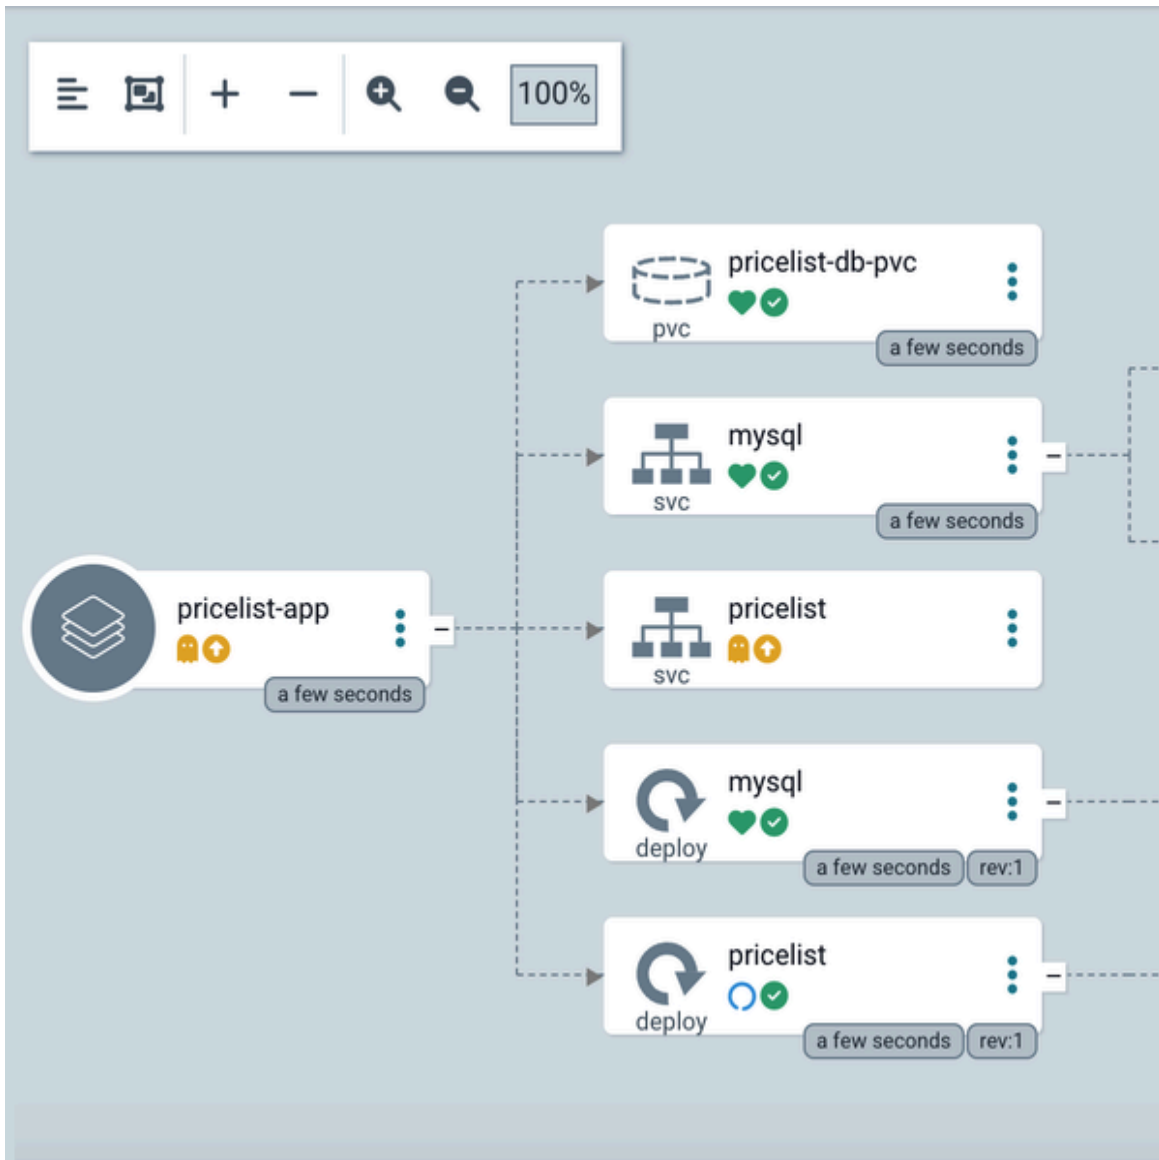 100%
pricelist-db-pvc
pvc
a few seconds
mysql
svc
a few seconds
pricelist-app
a few seconds
pricelist
svc
mysql
deploy
a few seconds rev:1
pricelist
deploy
a few seconds rev:1